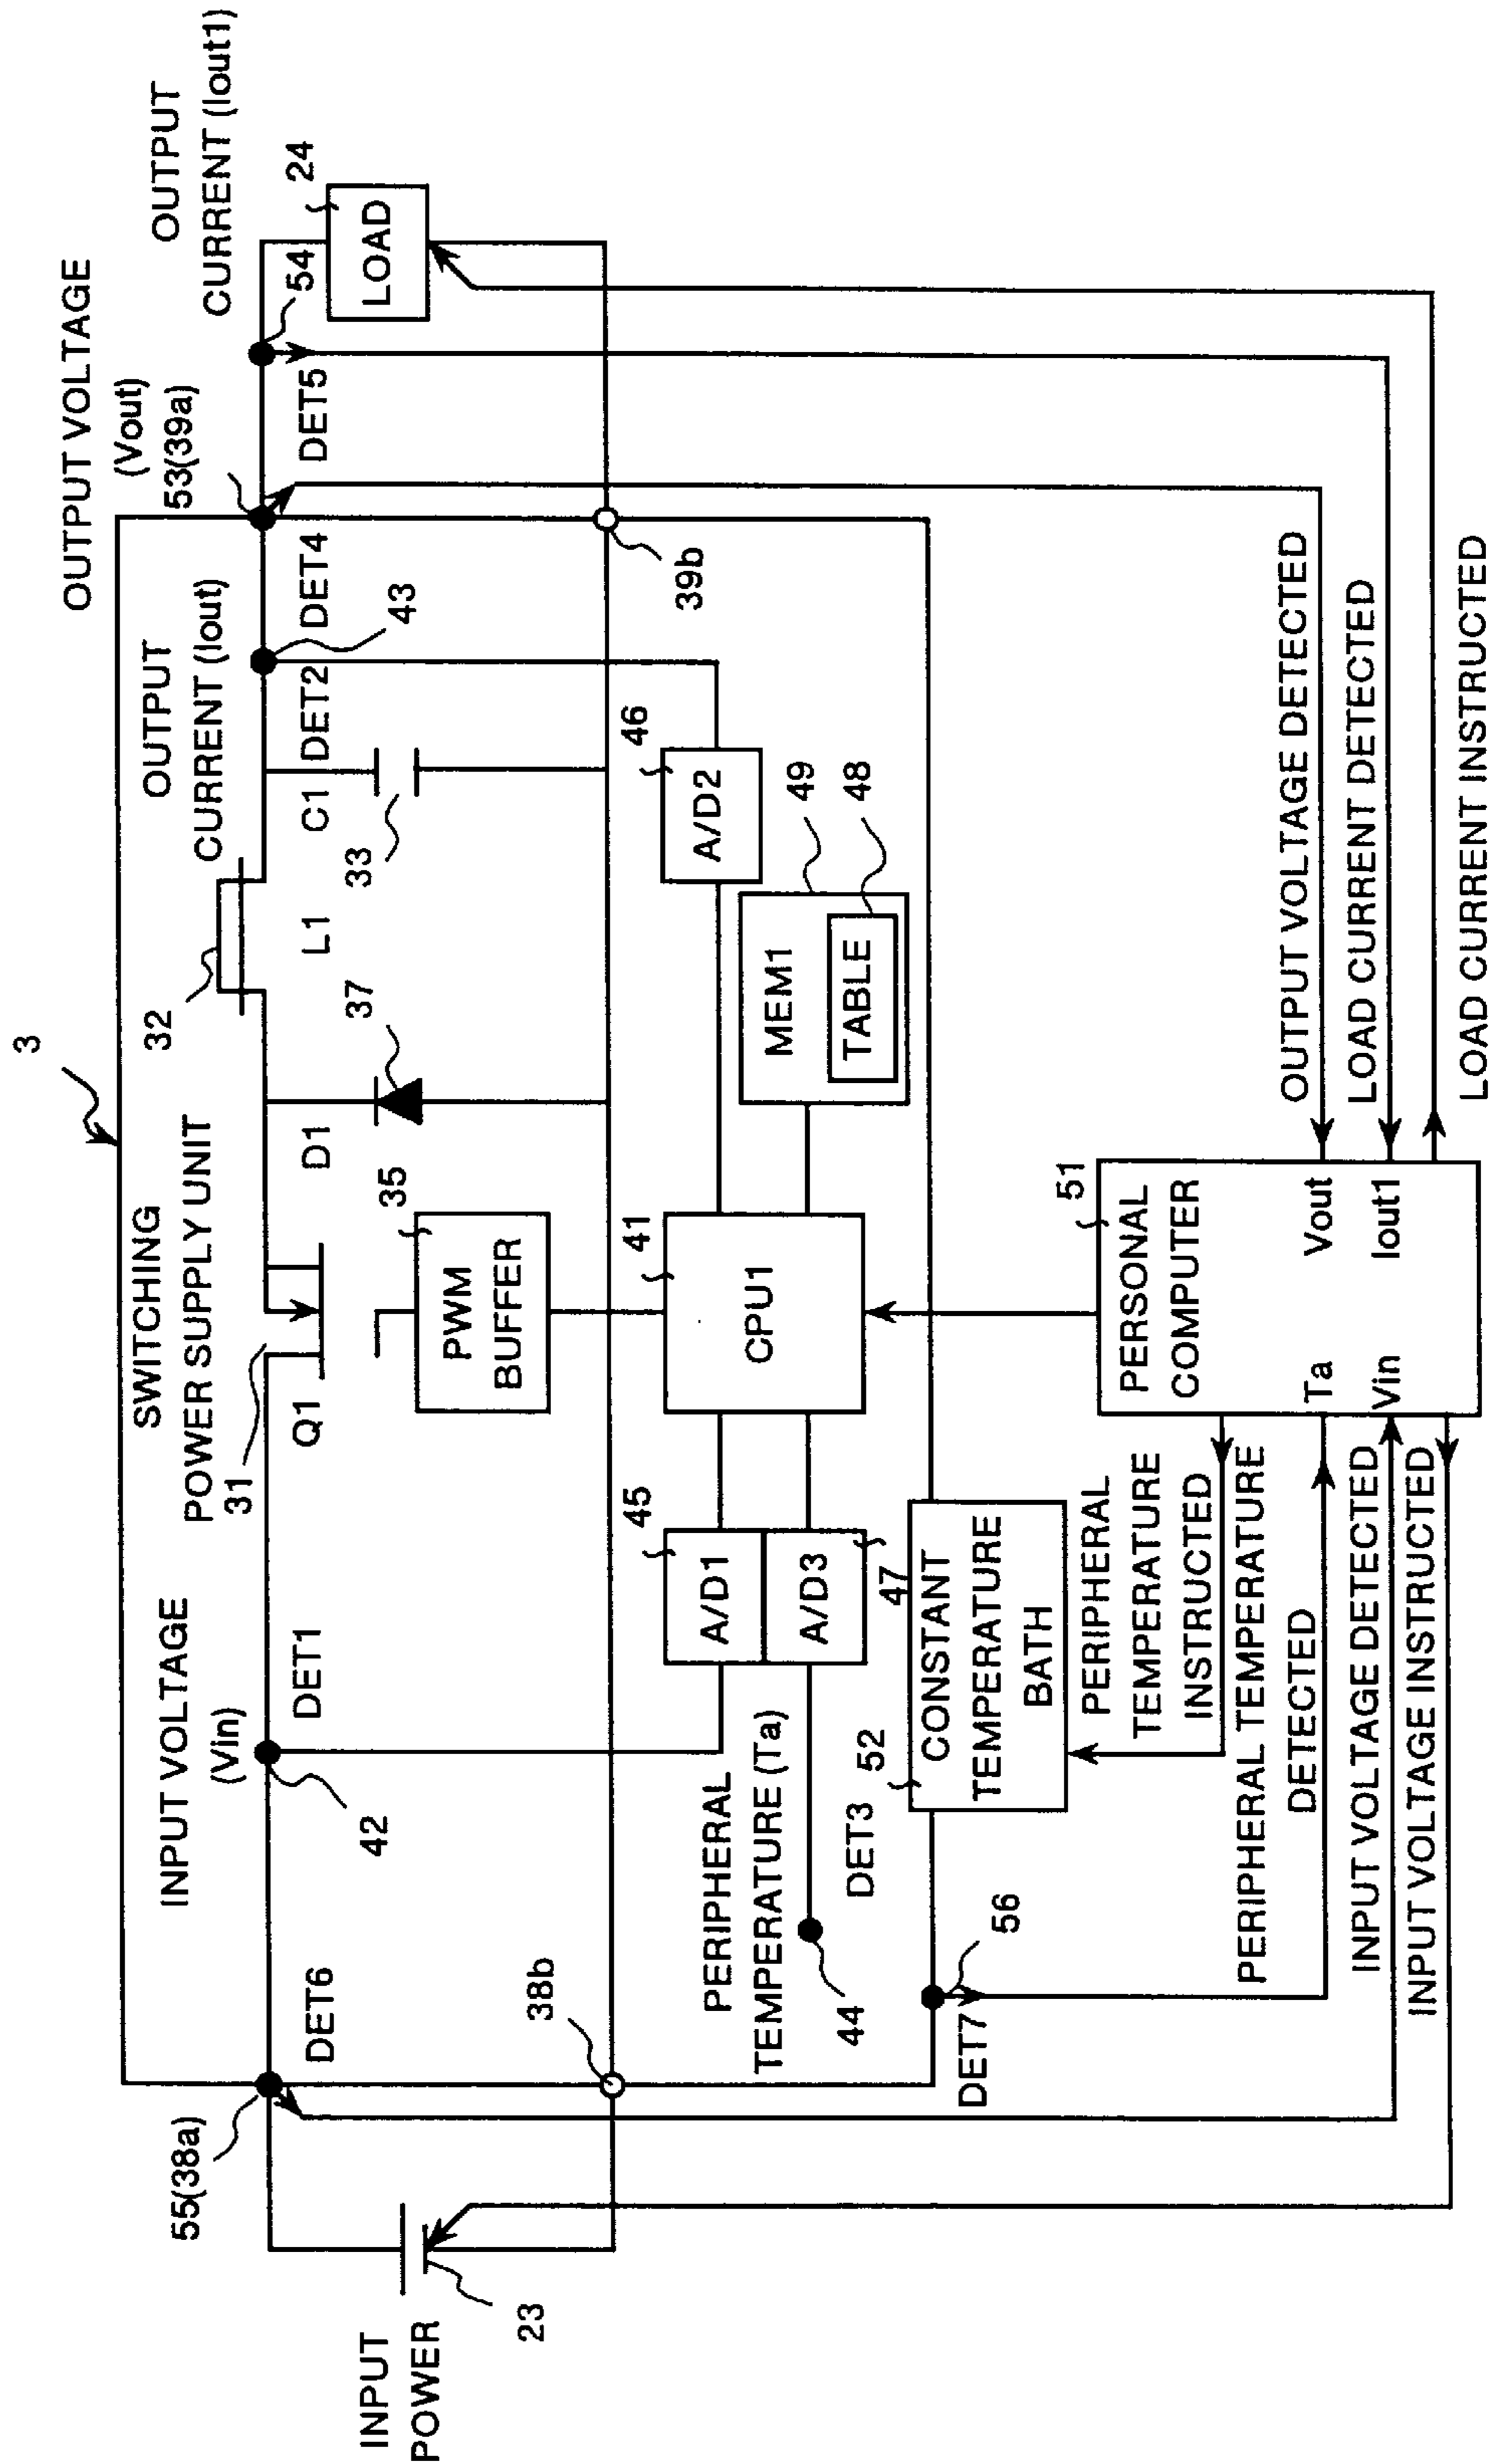 3
SWITCHING
POWER SUPPLY UNIT
INPUT VOLTAGE
(Vin)
OUTPUT
CURRENT (Iout)
OUTPUT VOLTAGE
(Vout)
53(39a)
OUTPUT
CURRENT (Iout1)
55(38a)
DET6
DET1
42
31
Q1
D1
37
32
L1
C1
33
DET2
43
DET4
DET5
54
24
LOAD
INPUT
POWER
23
38b
39b
35
PWM
BUFFER
PERIPHERAL
TEMPERATURE (Ta)
44
DET3
45
A/D1
A/D3
47
41
CPU1
46
A/D2
49
MEM1
48
TABLE
DET7
56
52
CONSTANT
TEMPERATURE
BATH
PERIPHERAL
TEMPERATURE
INSTRUCTED
PERIPHERAL TEMPERATURE
DETECTED
INPUT VOLTAGE DETECTED
INPUT VOLTAGE INSTRUCTED
51
PERSONAL
COMPUTER
Ta
Vin
Vout
Iout1
OUTPUT VOLTAGE DETECTED
LOAD CURRENT DETECTED
LOAD CURRENT INSTRUCTED